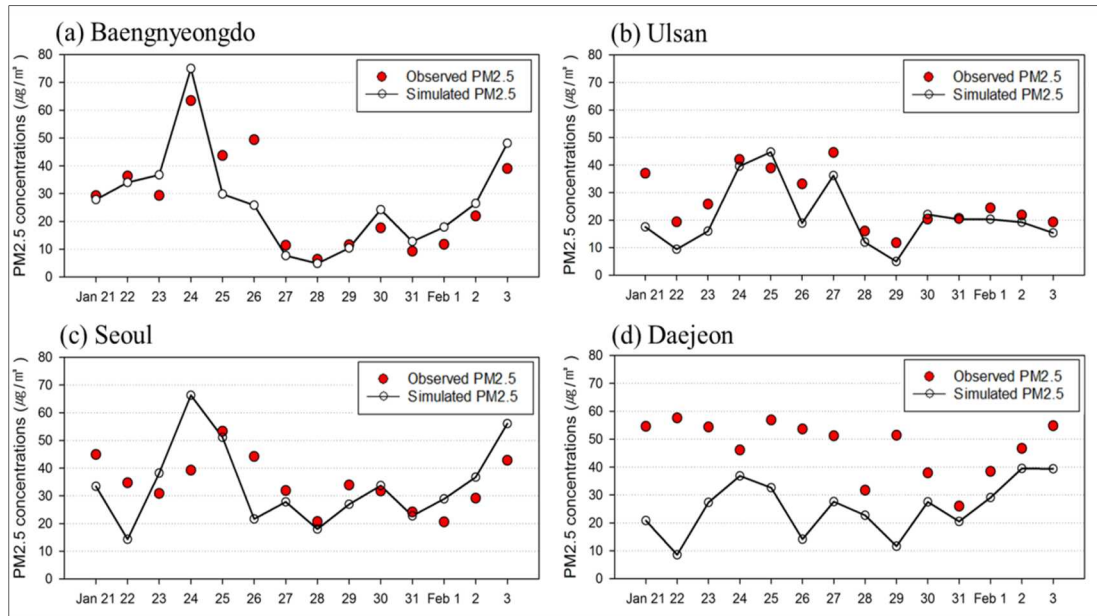 (a) Baengnyeongdo
PM2.5 concentrations (㎍/㎥)
80
70
60
50
40
30
20
10
0
Observed PM2.5
Simulated PM2.5
Jan 21 22 23 24 25 26 27 28 29 30 31 Feb 1 2 3
(b) Ulsan
PM2.5 concentrations (㎍/㎥)
80
70
60
50
40
30
20
10
0
Observed PM2.5
Simulated PM2.5
Jan 21 22 23 24 25 26 27 28 29 30 31 Feb 1 2 3
(c) Seoul
PM2.5 concentrations (㎍/㎥)
80
70
60
50
40
30
20
10
0
Observed PM2.5
Simulated PM2.5
Jan 21 22 23 24 25 26 27 28 29 30 31 Feb 1 2 3
(d) Daejeon
PM2.5 concentrations (㎍/㎥)
80
70
60
50
40
30
20
10
0
Observed PM2.5
Simulated PM2.5
Jan 21 22 23 24 25 26 27 28 29 30 31 Feb 1 2 3